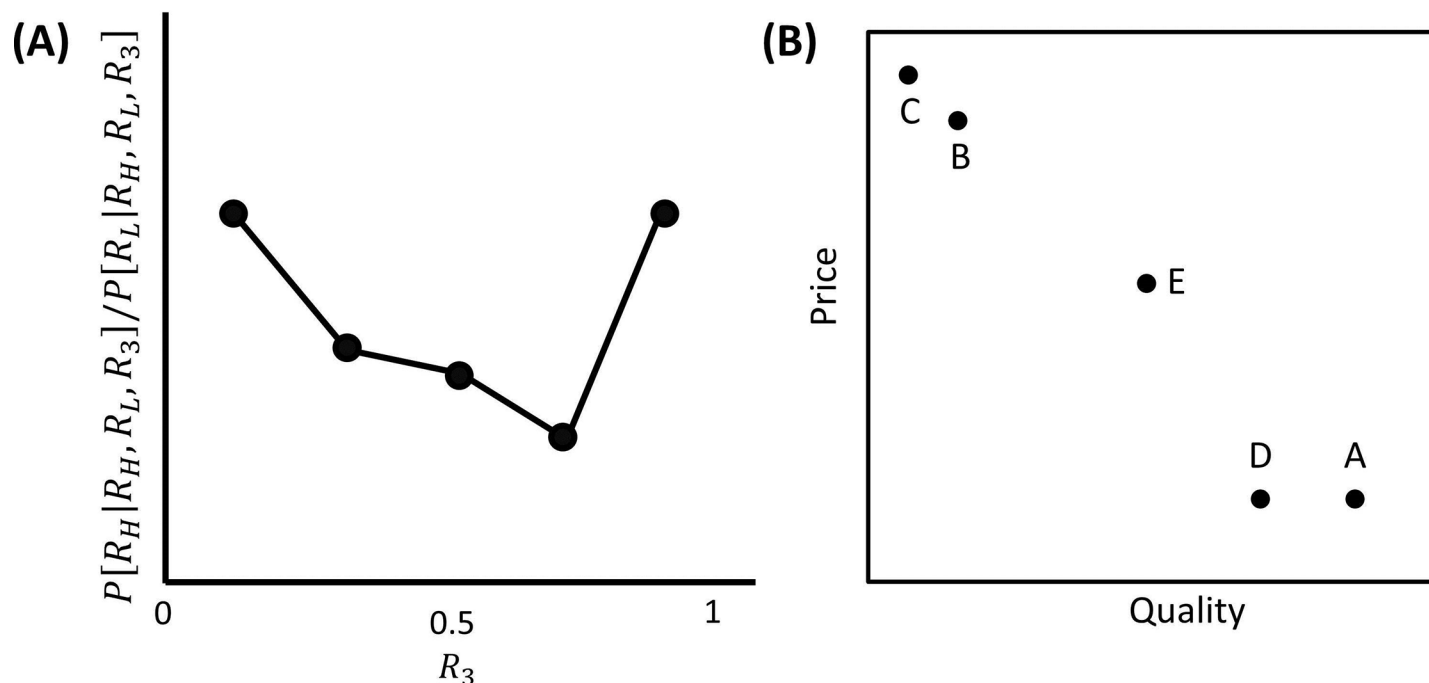 (A)
P[R_H|R_H, R_L, R_3]/P[R_L|R_H, R_L, R_3]
0
0.5
1
R_3
(B)
Price
C
B
E
D
A
Quality